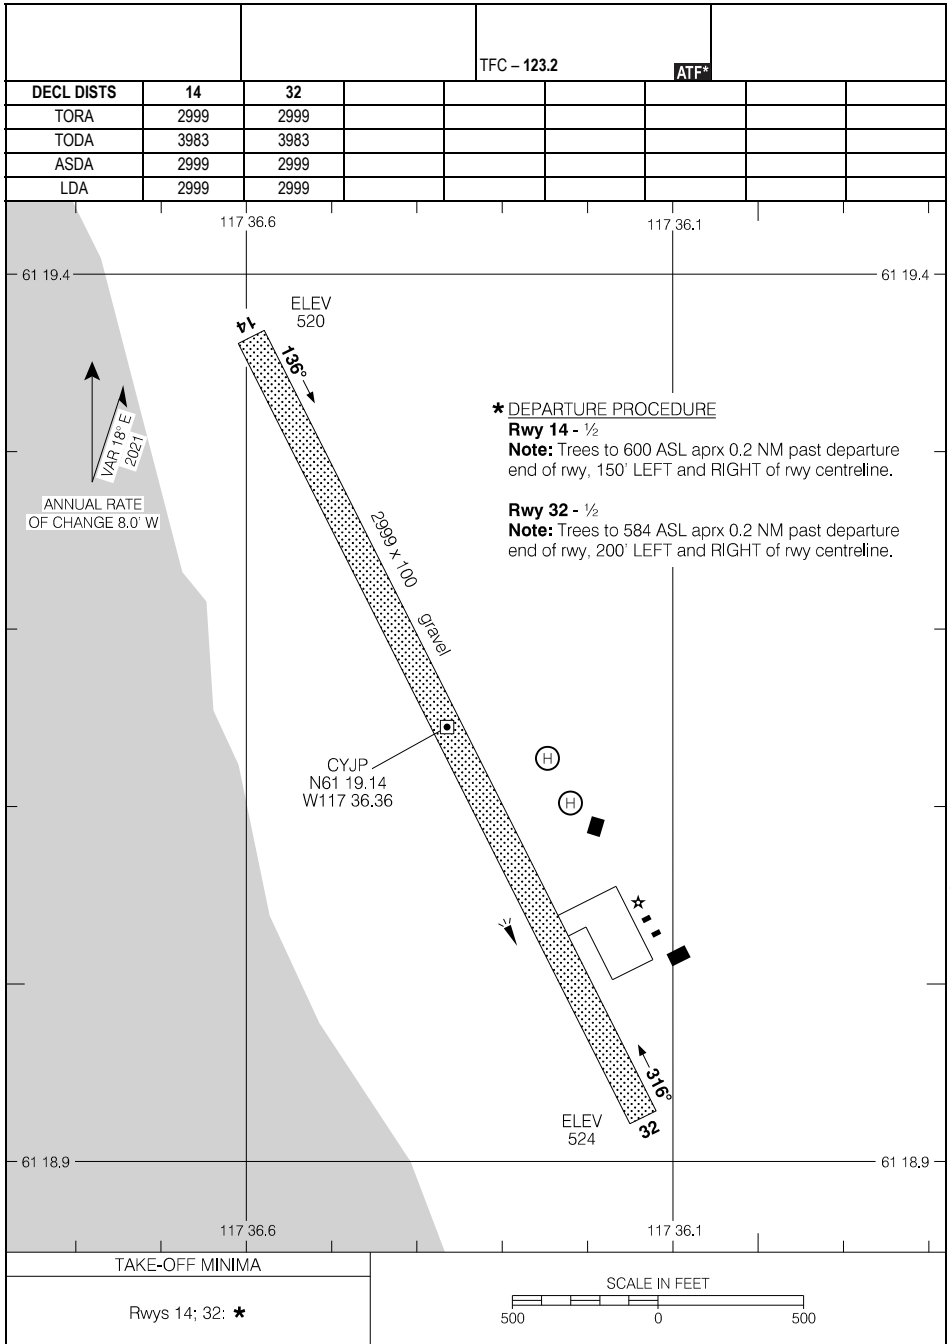 TFC – 123.2 ATF*
DECL DISTS 14 32
TORA 2999 2999
TODA 3983 3983
ASDA 2999 2999
LDA 2999 2999
117 36.6 117 36.1
61 19.4 61 19.4
ELEV
520
14
136°
VAR 18° E
2021
ANNUAL RATE
OF CHANGE 8.0' W
* DEPARTURE PROCEDURE
Rwy 14 - ½
Note: Trees to 600 ASL aprx 0.2 NM past departure
end of rwy, 150' LEFT and RIGHT of rwy centreline.
Rwy 32 - ½
Note: Trees to 584 ASL aprx 0.2 NM past departure
end of rwy, 200' LEFT and RIGHT of rwy centreline.
2999 x 100 gravel
CYJP
N61 19.14
W117 36.36
H
H
316°
32
ELEV
524
61 18.9 61 18.9
117 36.6 117 36.1
TAKE-OFF MINIMA
Rwys 14; 32: *
SCALE IN FEET
500 0 500